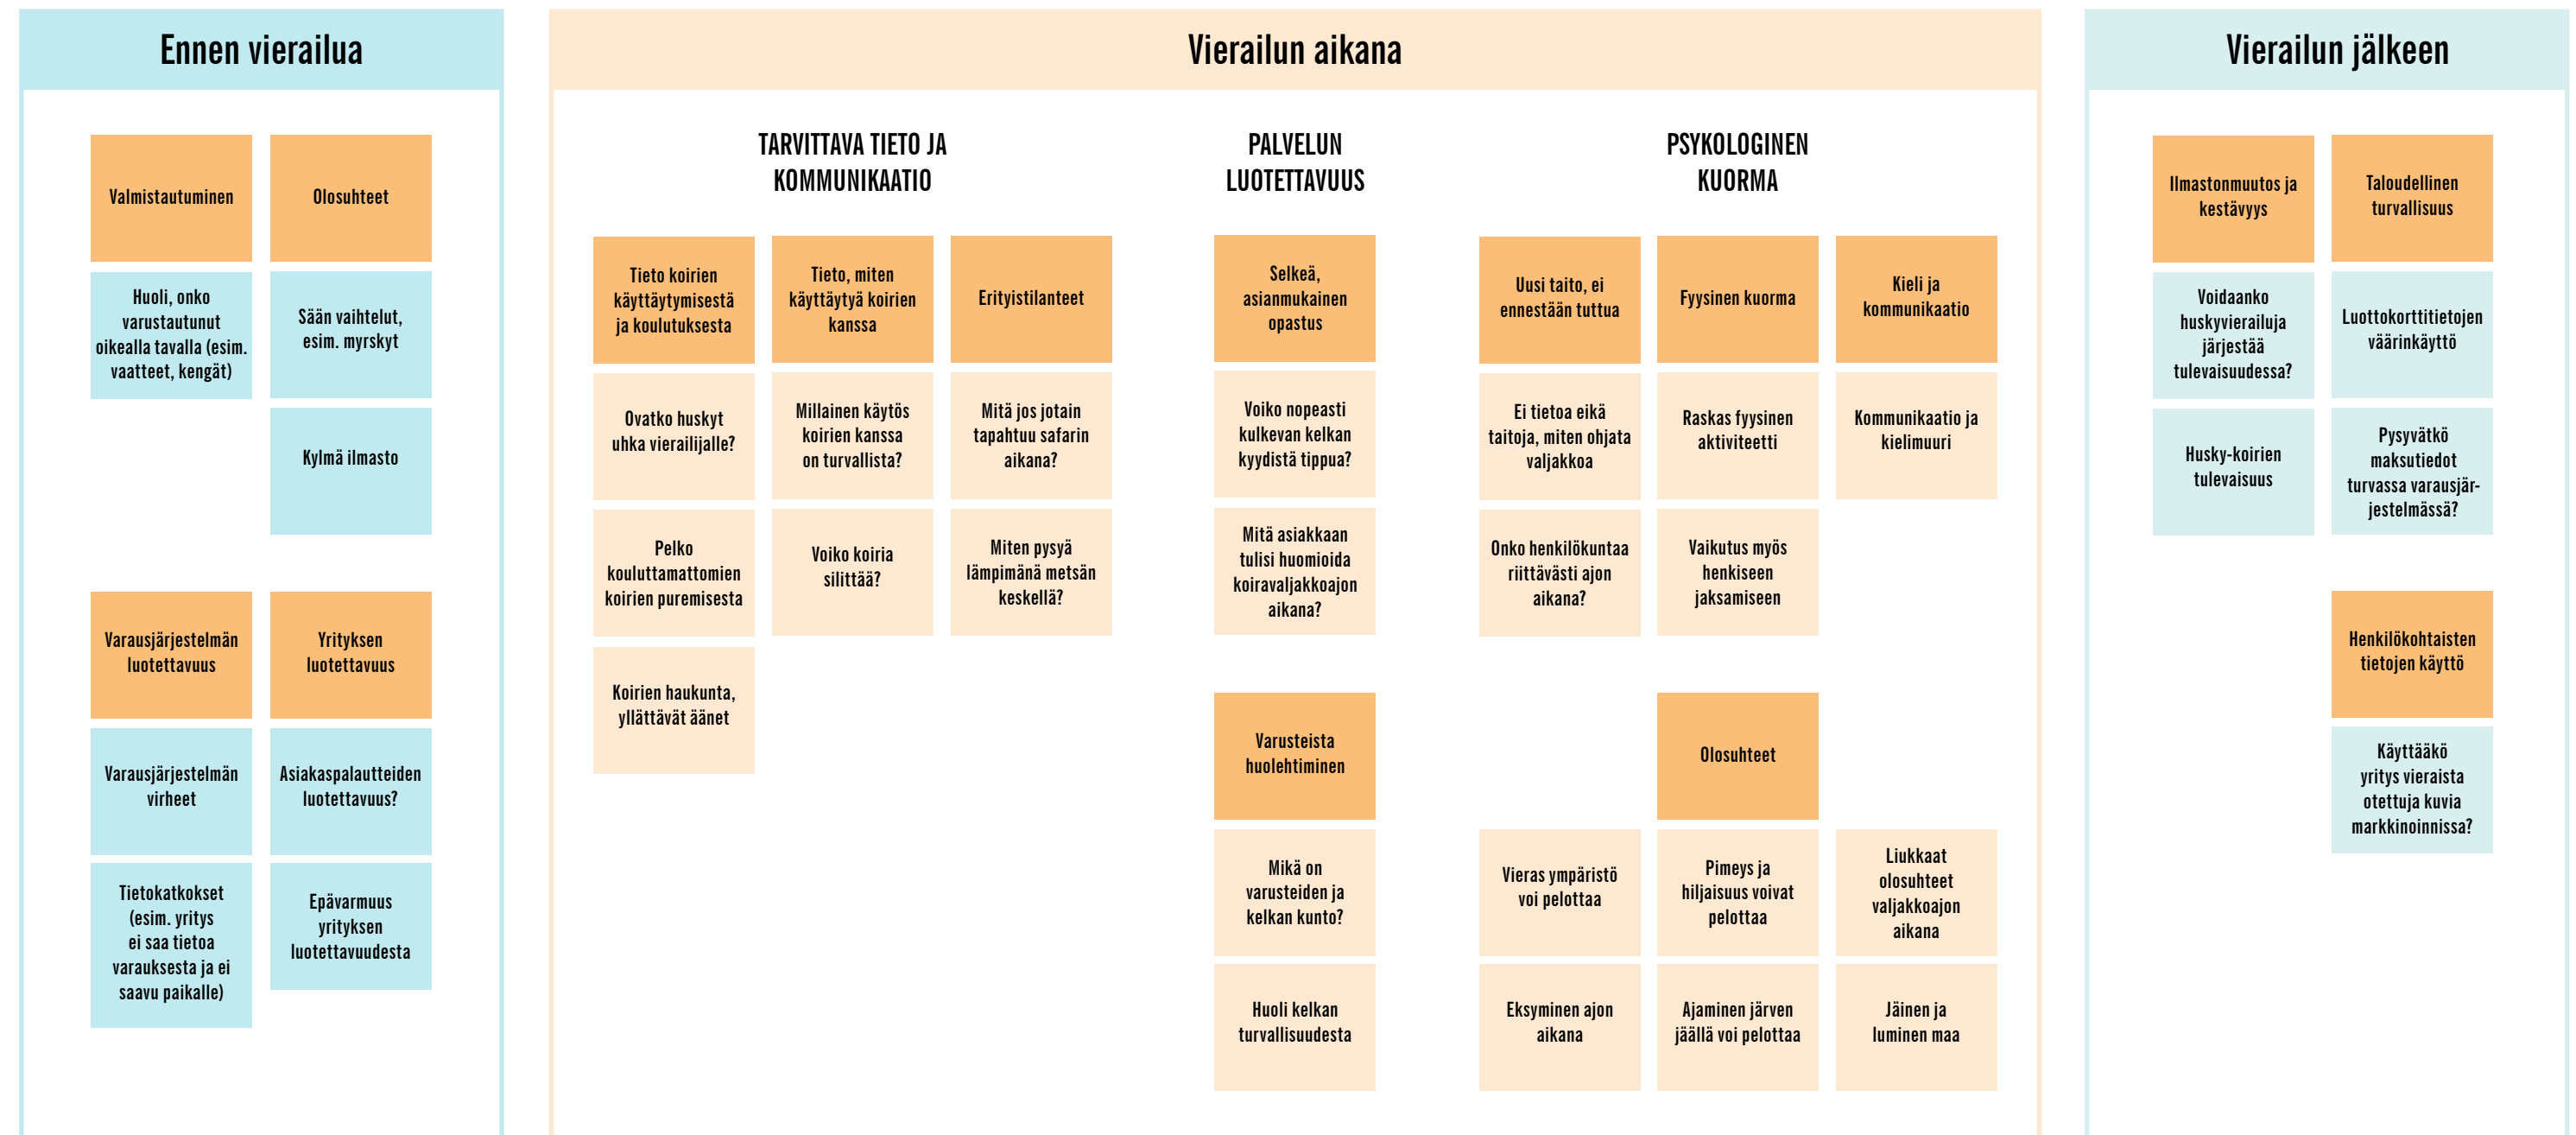 Ennen vierailua
Valmistautuminen
Huoli, onko
varustautunut
oikealla tavalla (esim.
vaatteet, kengät)
Olosuhteet
Sään vaihtelut,
esim. myrskyt
Kylmä ilmasto
Varausjärjestelmän
luotettavuus
Varausjärjestelmän
virheet
Tietokatkokset
(esim. yritys
ei saa tietoa
varauksesta ja ei
saavu paikalle)
Yrityksen
luotettavuus
Asiakaspalautteiden
luotettavuus?
Epävarmuus
yrityksen
luotettavuudesta
Vierailun aikana
TARVITTAVA TIETO JA
KOMMUNIKAATIO
Tieto koirien
käyttäytymisestä
ja koulutuksesta
Ovatko huskyt
uhka vierailijalle?
Pelko
kouluttamattomien
koirien puremisesta
Koirien haukunta,
yllättävät äänet
Tieto, miten
käyttäytyä koirien
kanssa
Millainen käytös
koirien kanssa
on turvallista?
Voiko koiria
silittää?
Erityistilanteet
Mitä jos jotain
tapahtuu safarin
aikana?
Miten pysyä
lämpimänä metsän
keskellä?
PALVELUN
LUOTETTAVUUS
Selkeä,
asianmukainen
opastus
Voiko nopeasti
kulkevan kelkan
kyydistä tippua?
Mitä asiakkaan
tulisi huomioida
koiravaljakkoajon
aikana?
Varusteista
huolehtiminen
Mikä on
varusteiden ja
kelkan kunto?
Huoli kelkan
turvallisuudesta
PSYKOLOGINEN
KUORMA
Uusi taito, ei
ennestään tuttua
Ei tietoa eikä
taitoja, miten ohjata
valjakkoa
Onko henkilökuntaa
riittävästi ajon
aikana?
Fyysinen kuorma
Raskas fyysinen
aktiviteetti
Vaikutus myös
henkiseen
jaksamiseen
Kieli ja
kommunikaatio
Kommunikaatio ja
kielimuuri
Olosuhteet
Vieras ympäristö
voi pelottaa
Eksyminen ajon
aikana
Pimeys ja
hiljaisuus voivat
pelottaa
Ajaminen järven
jäällä voi pelottaa
Liukkaat
olosuhteet
valjakkoajon
aikana
Jäinen ja
luminen maa
Vierailun jälkeen
Ilmastonmuutos ja
kestävyys
Voidaanko
huskyvierailuja
järjestää
tulevaisuudessa?
Husky-koirien
tulevaisuus
Taloudellinen
turvallisuus
Luottokorttitietojen
väärinkäyttö
Pysyvätkö
maksutiedot
turvassa varausjär-
jestelmässä?
Henkilökohtaisten
tietojen käyttö
Käyttääkö
yritys vieraista
otettuja kuvia
markkinoinnissa?